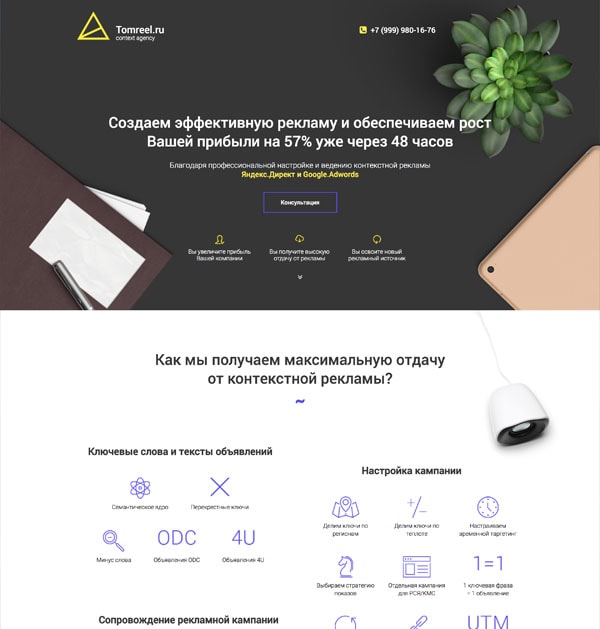 Tomreel.ru
context agency
+7 (999) 980-16-76
Создаем эффективную рекламу и обеспечиваем рост
Вашей прибыли на 57% уже через 48 часов
Благодаря профессиональной настройке и ведению контекстной рекламы
Яндекс.Директ и Google.Adwords
Консультация
Вы увеличите прибыль
Вашей компании
Вы получите высокую
отдачу от рекламы
Вы освоите новый
рекламный источник
Как мы получаем максимальную отдачу
от контекстной рекламы?
~
Ключевые слова и тексты объявлений
Семантическое ядро
Перекрестные ключи
Минус слова
ODC
Объявления ODC
4U
Объявления 4U
Настройка кампании
Делим ключи по
регионам
+/−
Делим ключи по
теплоте
Настраиваем
временной таргетинг
Выбираем стратегию
показов
Отдельная кампания
для РСЯ/КМС
1=1
1 ключевая фраза
= 1 объявление
Сопровождение рекламной кампании
UTM